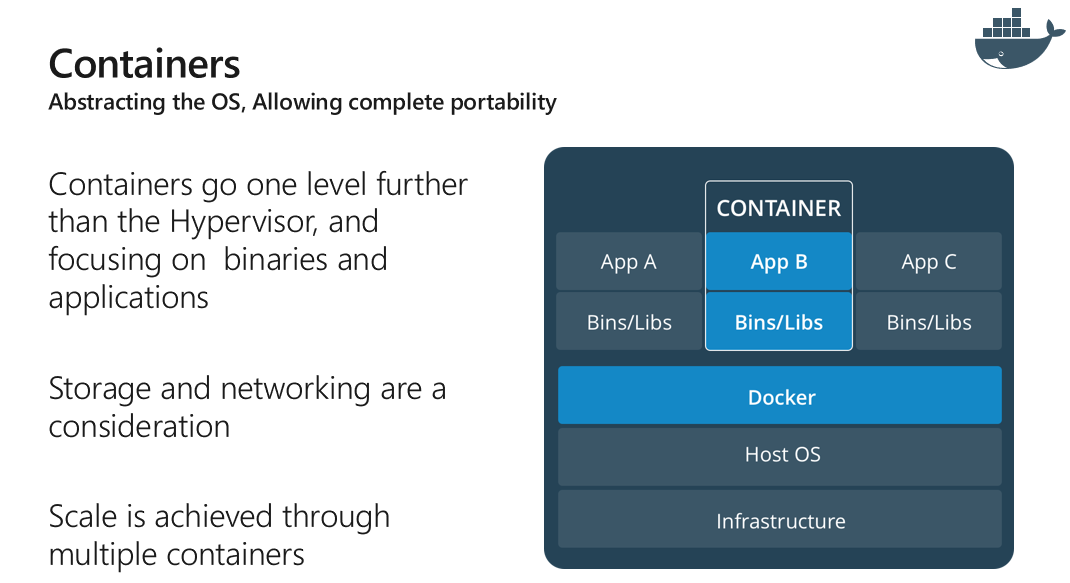 Containers
Abstracting the OS, Allowing complete portability
Containers go one level further
than the Hypervisor, and
focusing on  binaries and
applications
Storage and networking are a
consideration
Scale is achieved through
multiple containers
CONTAINER
App A
App B
App C
Bins/Libs
Bins/Libs
Bins/Libs
Docker
Host OS
Infrastructure